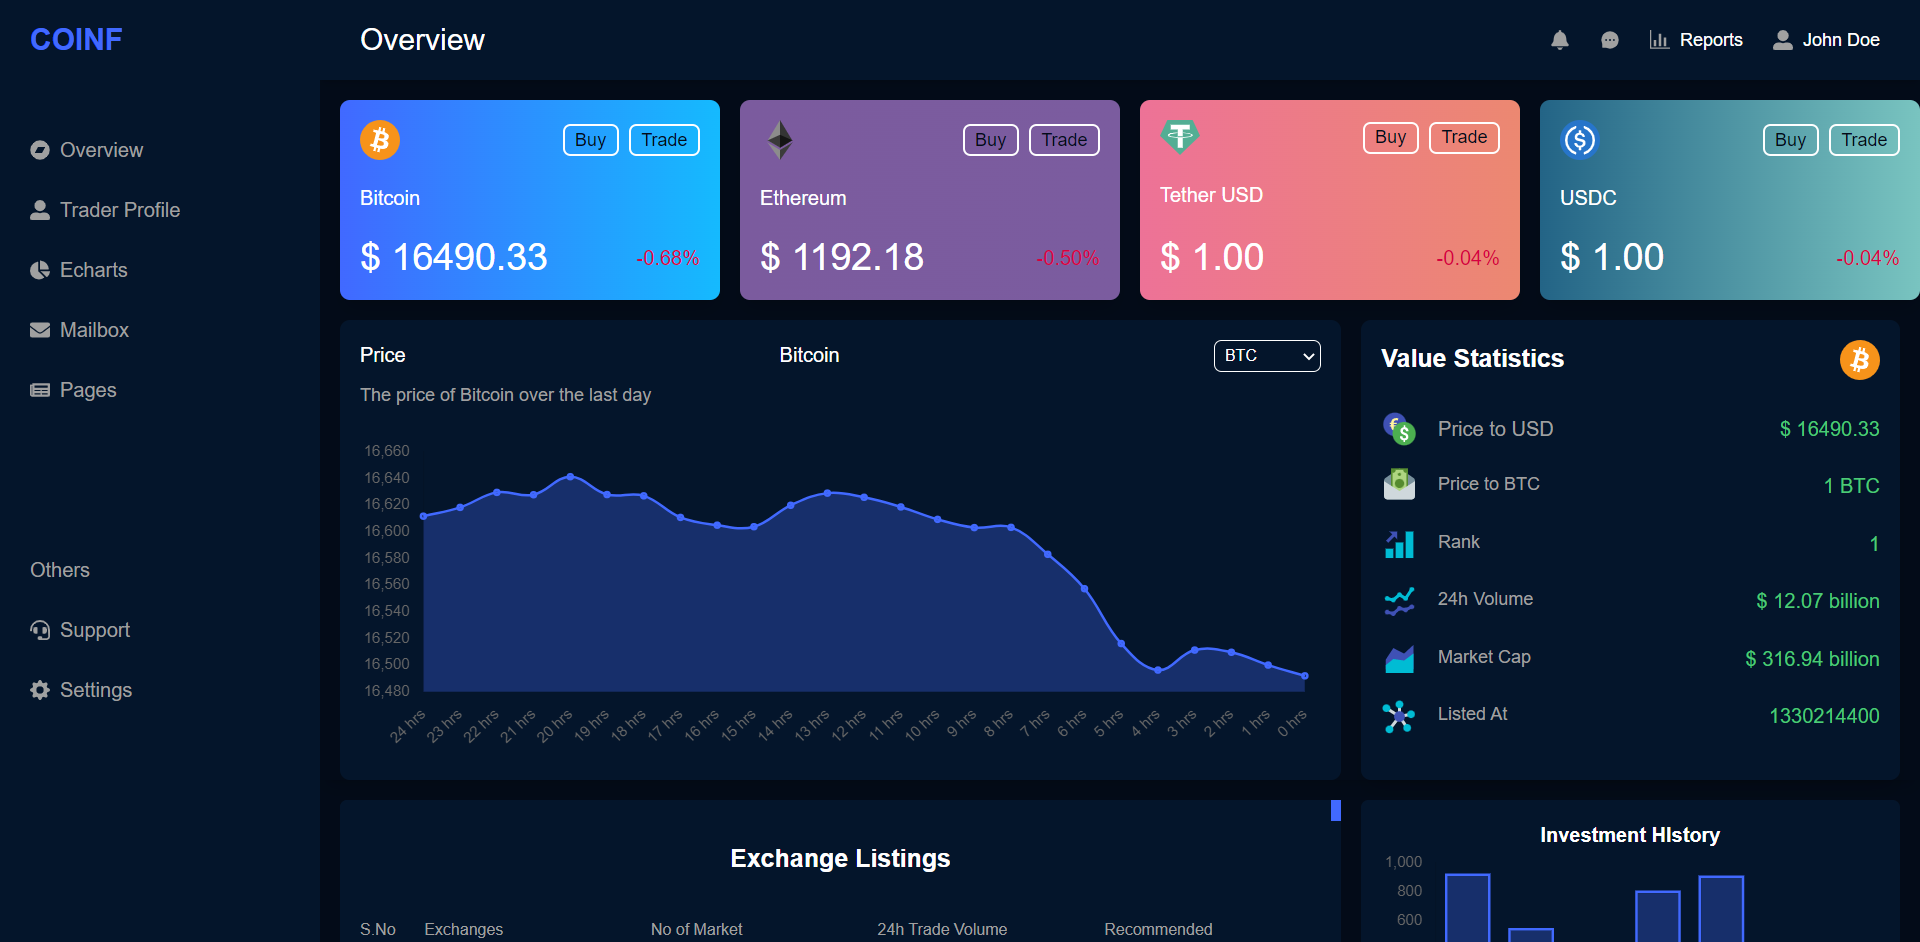 COINF
Overview
Reports
John Doe
Overview
Trader Profile
Echarts
Mailbox
Pages
Others
Support
Settings
Buy
Trade
Bitcoin
$ 16490.33
-0.68%
Buy
Trade
Ethereum
$ 1192.18
-0.50%
Buy
Trade
Tether USD
$ 1.00
-0.04%
Buy
Trade
USDC
$ 1.00
-0.04%
Price
Bitcoin
BTC
The price of Bitcoin over the last day
16,660
16,640
16,620
16,600
16,580
16,560
16,540
16,520
16,500
16,480
24 hrs
23 hrs
22 hrs
21 hrs
20 hrs
19 hrs
18 hrs
17 hrs
16 hrs
15 hrs
14 hrs
13 hrs
12 hrs
11 hrs
10 hrs
9 hrs
8 hrs
7 hrs
6 hrs
5 hrs
4 hrs
3 hrs
2 hrs
1 hrs
0 hrs
Value Statistics
Price to USD
$ 16490.33
Price to BTC
1 BTC
Rank
1
24h Volume
$ 12.07 billion
Market Cap
$ 316.94 billion
Listed At
1330214400
Exchange Listings
S.No
Exchanges
No of Market
24h Trade Volume
Recommended
Investment HIstory
1,000
800
600